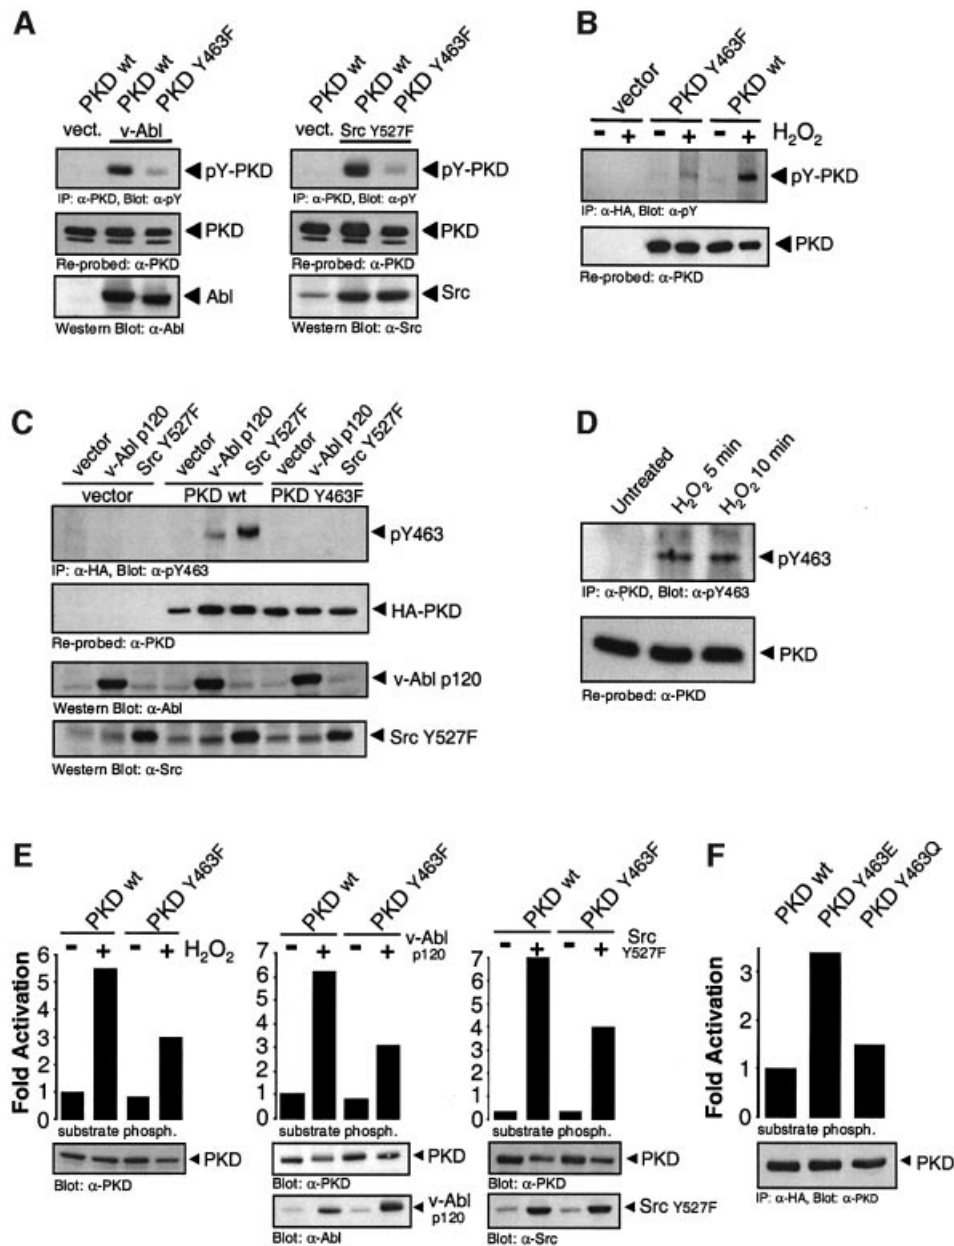 A
PKD wt
PKD wt
PKD Y463F
vect.
v-Abl
pY-PKD
IP: α-PKD, Blot: α-pY
PKD
Re-probed: α-PKD
Abl
Western Blot: α-Abl
PKD wt
PKD wt
PKD Y463F
vect.
Src Y527F
pY-PKD
IP: α-PKD, Blot: α-pY
PKD
Re-probed: α-PKD
Src
Western Blot: α-Src
B
vector
PKD Y463F
PKD wt
- + - + - + H₂O₂
pY-PKD
IP: α-HA, Blot: α-pY
PKD
Re-probed: α-PKD
C
vector
v-Abl p120
Src Y527F
vector
v-Abl p120
Src Y527F
vector
v-Abl p120
Src Y527F
vector
PKD wt
PKD Y463F
pY463
IP: α-HA, Blot: α-pY463
HA-PKD
Re-probed: α-PKD
v-Abl p120
Western Blot: α-Abl
Src Y527F
Western Blot: α-Src
D
Untreated
H₂O₂ 5 min
H₂O₂ 10 min
pY463
IP: α-PKD, Blot: α-pY463
PKD
Re-probed: α-PKD
E
PKD wt
PKD Y463F
- + - + H₂O₂
Fold Activation
6
5
4
3
2
1
0
substrate phosph.
PKD
Blot: α-PKD
PKD wt
PKD Y463F
- + - +
v-Abl
p120
7
6
5
4
3
2
1
0
substrate phosph.
PKD
Blot: α-PKD
v-Abl
p120
Blot: α-Abl
PKD wt
PKD Y463F
- + - +
Src
Y527F
7
6
5
4
3
2
1
0
substrate phosph.
PKD
Blot: α-PKD
Src Y527F
Blot: α-Src
F
PKD wt
PKD Y463E
PKD Y463Q
Fold Activation
3
2
1
0
substrate phosph.
PKD
IP: α-HA, Blot: α-PKD